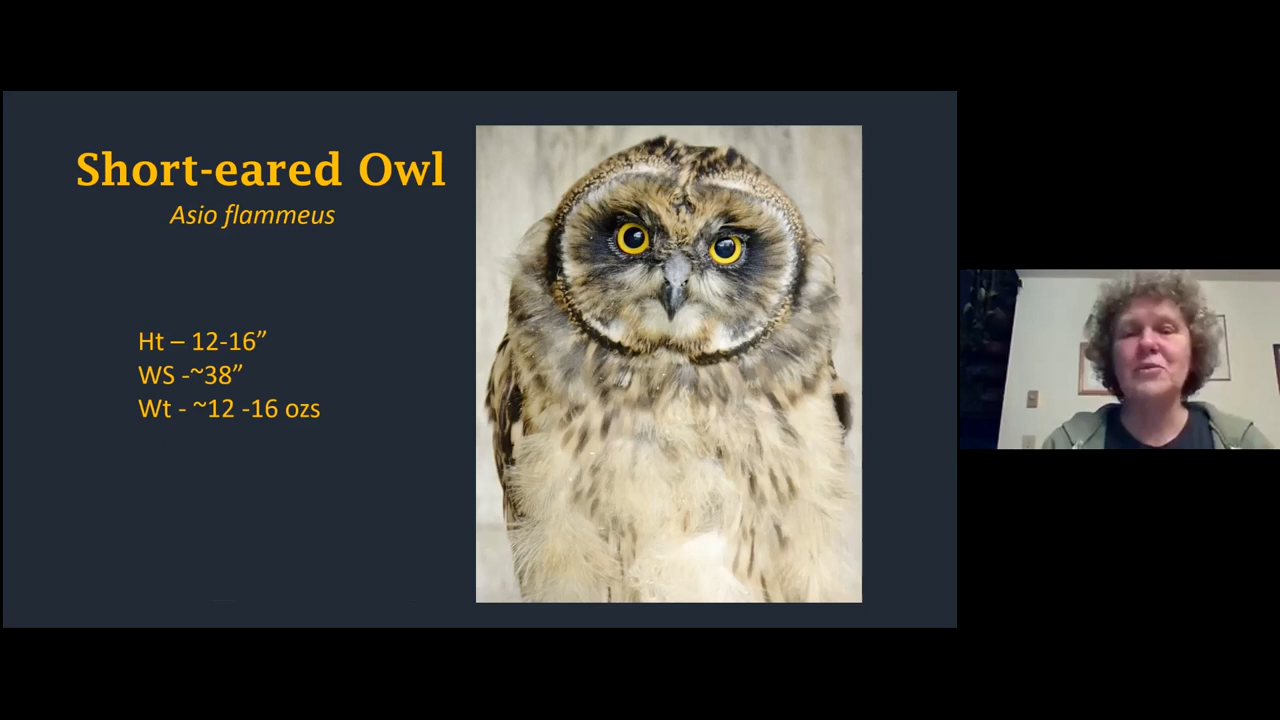 Short-eared Owl
Asio flammeus
Ht – 12-16”
WS -~38”
Wt - ~12 -16 ozs